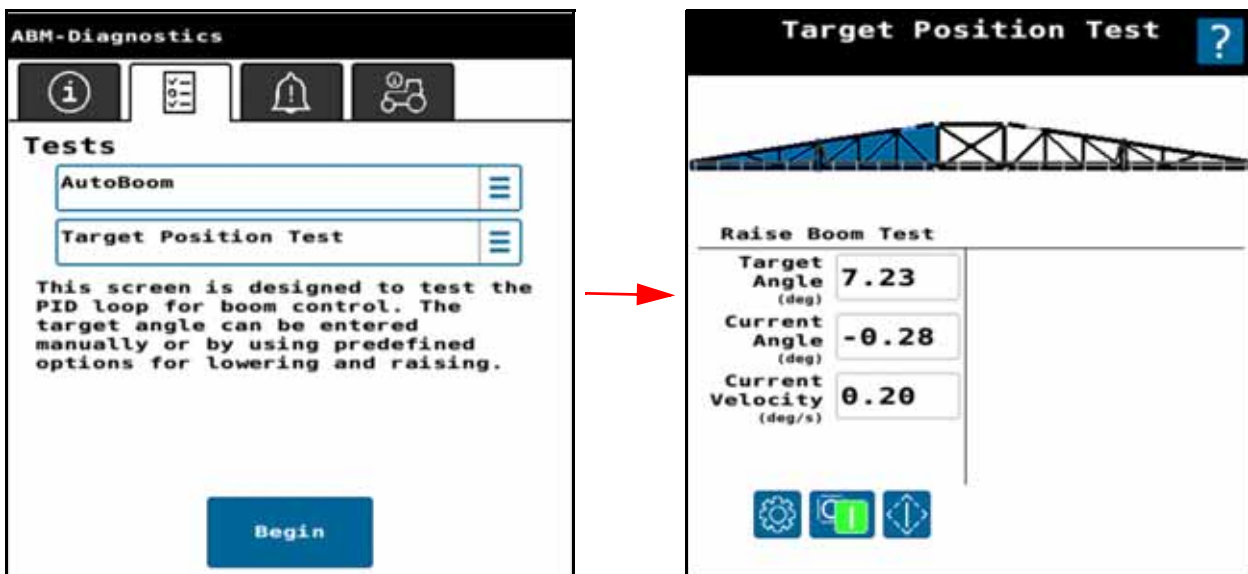 ABM-Diagnostics
Tests
AutoBoom
Target Position Test
This screen is designed to test the
PID loop for boom control. The
target angle can be entered
manually or by using predefined
options for lowering and raising.
Begin
Target Position Test
?
Raise Boom Test
Target
Angle
(deg)
7.23
Current
Angle
(deg)
-0.28
Current
Velocity
(deg/s)
0.20